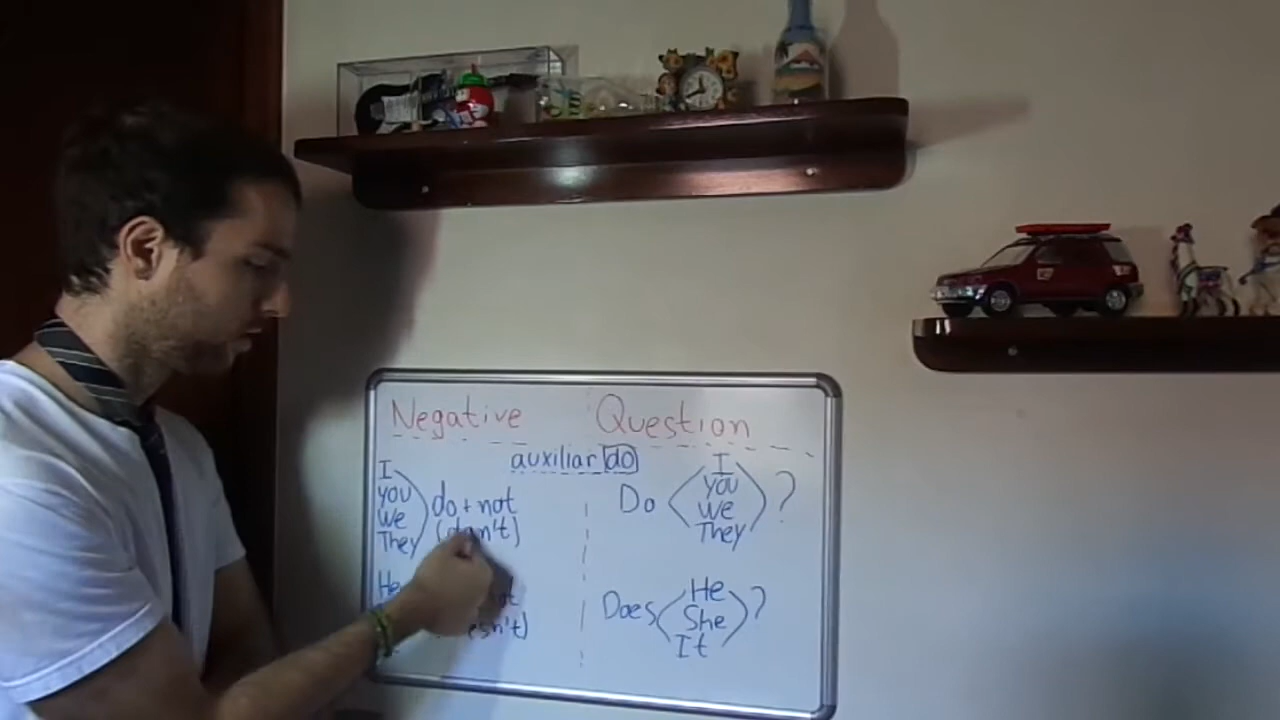 Negative Question
auxiliar do
I
you
we
They
do + not
(don't)
He
Do
I
you
we
They
?
Does
He
She
It
?